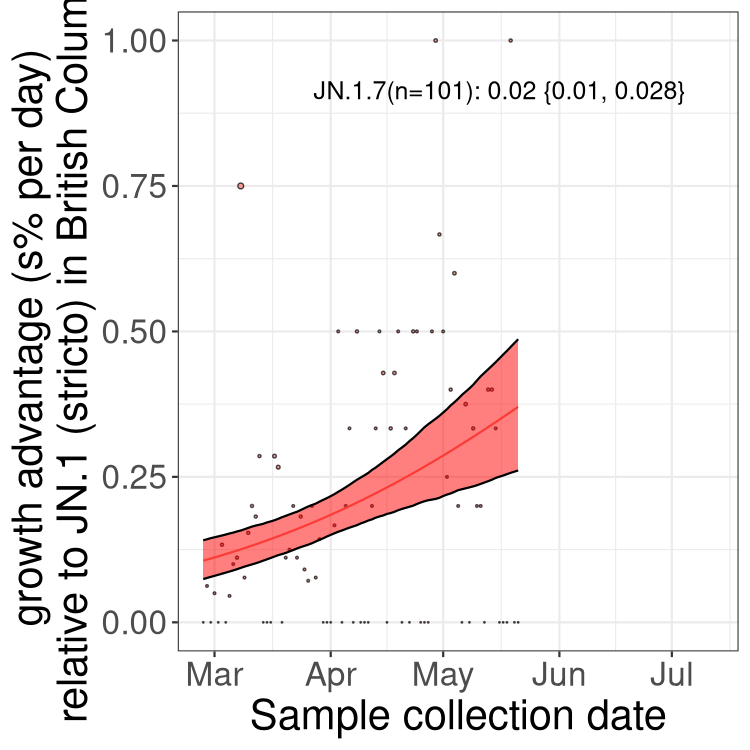 growth advantage (s% per day)
relative to JN.1 (stricto) in British Colum
1.00
0.75
0.50
0.25
0.00
JN.1.7(n=101): 0.02 {0.01, 0.028}
Mar Apr May Jun Jul
Sample collection date